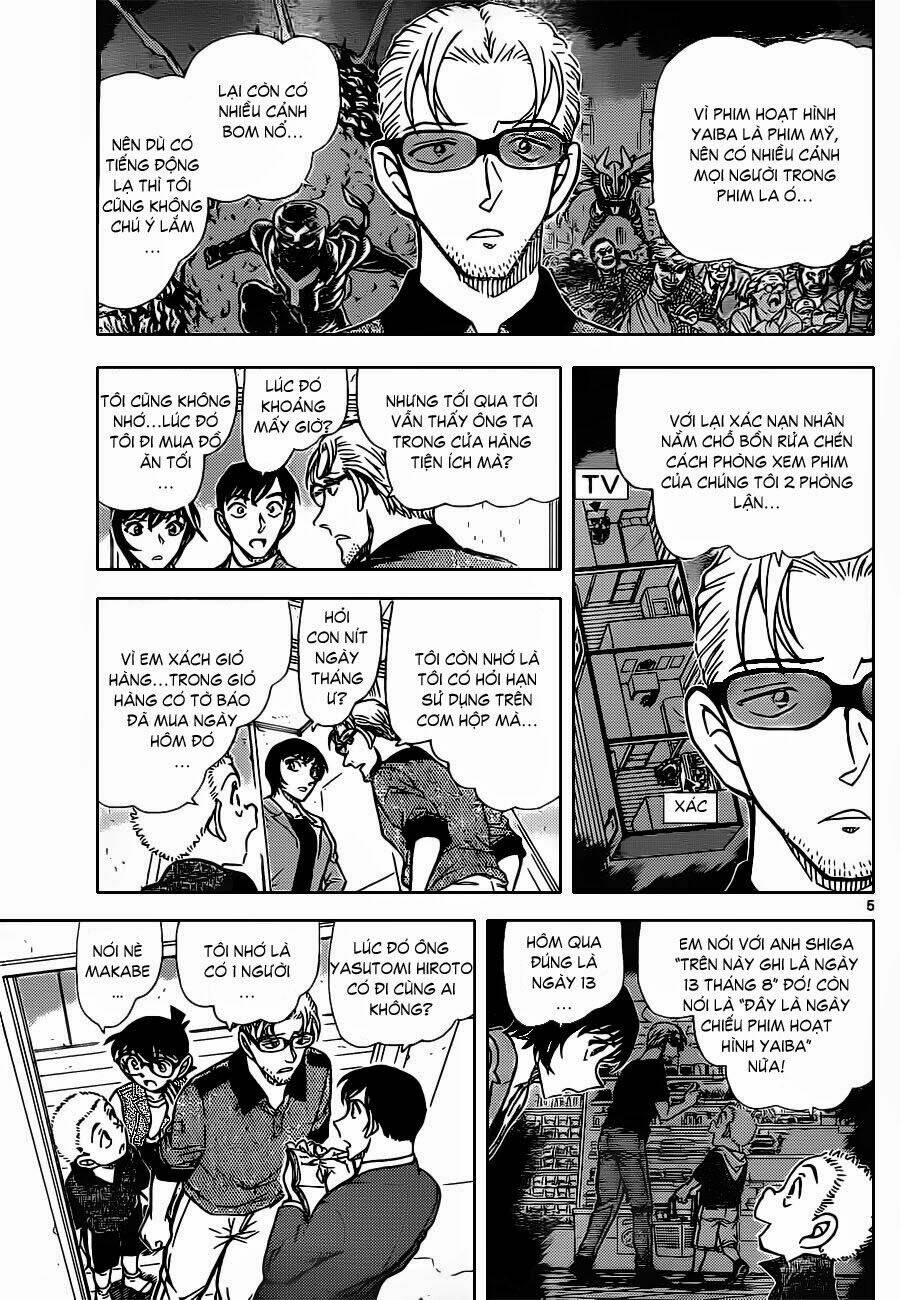 VÌ PHIM HOẠT HÌNH
YAIBA LÀ PHIM MỸ,
NÊN CÓ NHIỀU CẢNH
MỌI NGƯỜI TRONG
PHIM LA Ó...
LẠI CÒN CÓ
NHIỀU CẢNH
BOM NỔ...
NÊN DÙ CÓ
TIẾNG ĐỘNG
LẠ THÌ TÔI
CŨNG KHÔNG
CHÚ Ý LẮM
...
VỚI LẠI XÁC NẠN NHÂN
NẰM CHỖ BỒN RỬA CHÉN
CÁCH PHÒNG XEM PHIM
CỦA CHÚNG TÔI 2 PHÒNG
LẬN...
TV
XÁC
NHƯNG TỐI QUA TÔI
VẪN THẤY ÔNG TA
TRONG CỬA HÀNG
TIỆN ÍCH MÀ?
LÚC ĐÓ
KHOẢNG
MẤY GIỜ?
TÔI CŨNG KHÔNG
NHỚ...LÚC ĐÓ
TÔI ĐI MUA ĐỒ
ĂN TỐI
...
TÔI CÒN NHỚ LÀ
TÔI CÓ HỎI HẠN
SỬ DỤNG TRÊN
CƠM HỘP MÀ...
HỎI
CON NÍT
NGÀY
THÁNG
Ư?
VÌ EM XÁCH GIỎ
HÀNG...TRONG GIỎ
HÀNG CÓ TỜ BÁO
ĐÃ MUA NGÀY
HÔM ĐÓ
5
EM NÓI VỚI ANH SHIGA
"TRÊN NÀY GHI LÀ NGÀY
13 THÁNG 8" ĐÓ! CÒN
NÓI LÀ "ĐÂY LÀ NGÀY
CHIẾU PHIM HOẠT
HÌNH YAIBA"
NỮA!
HÔM QUA
ĐÚNG LÀ
NGÀY 13
...
LÚC ĐÓ ÔNG
YASUTOMI HIROTO
CÓ ĐI CÙNG AI
KHÔNG?
TÔI NHỚ LÀ
CÓ 1 NGƯỜI
...
NÓI NÈ
MAKABE
...